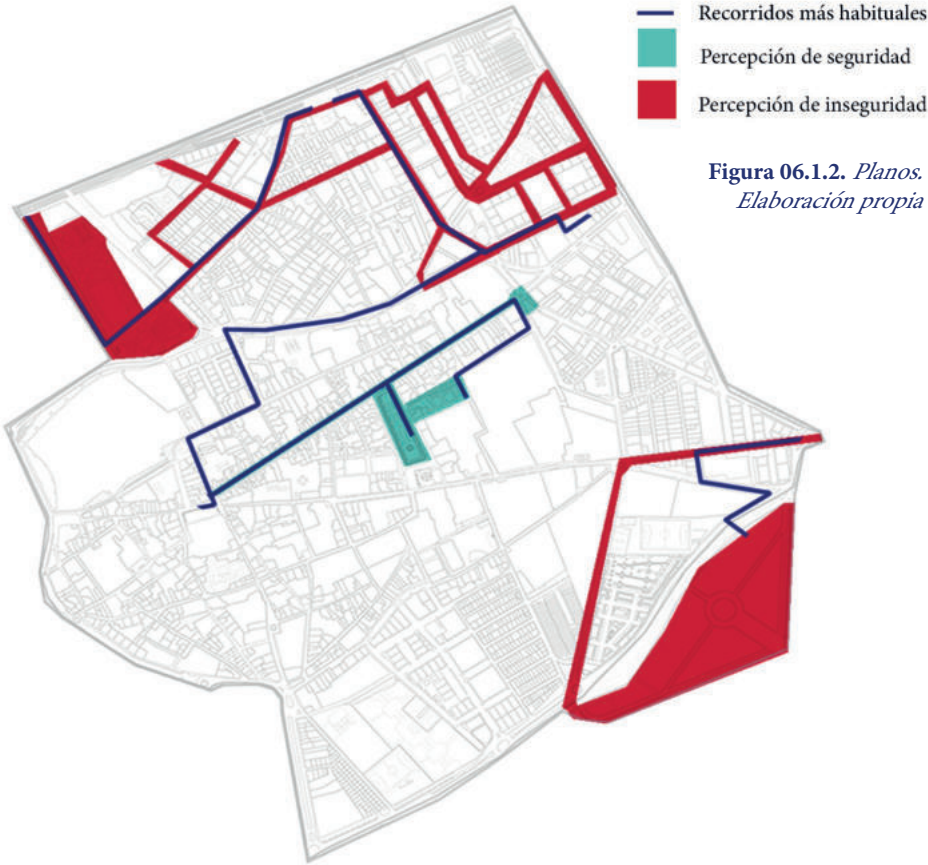 Recorridos más habituales
Percepción de seguridad
Percepción de inseguridad
Figura 06.1.2. Planos.
Elaboración propia